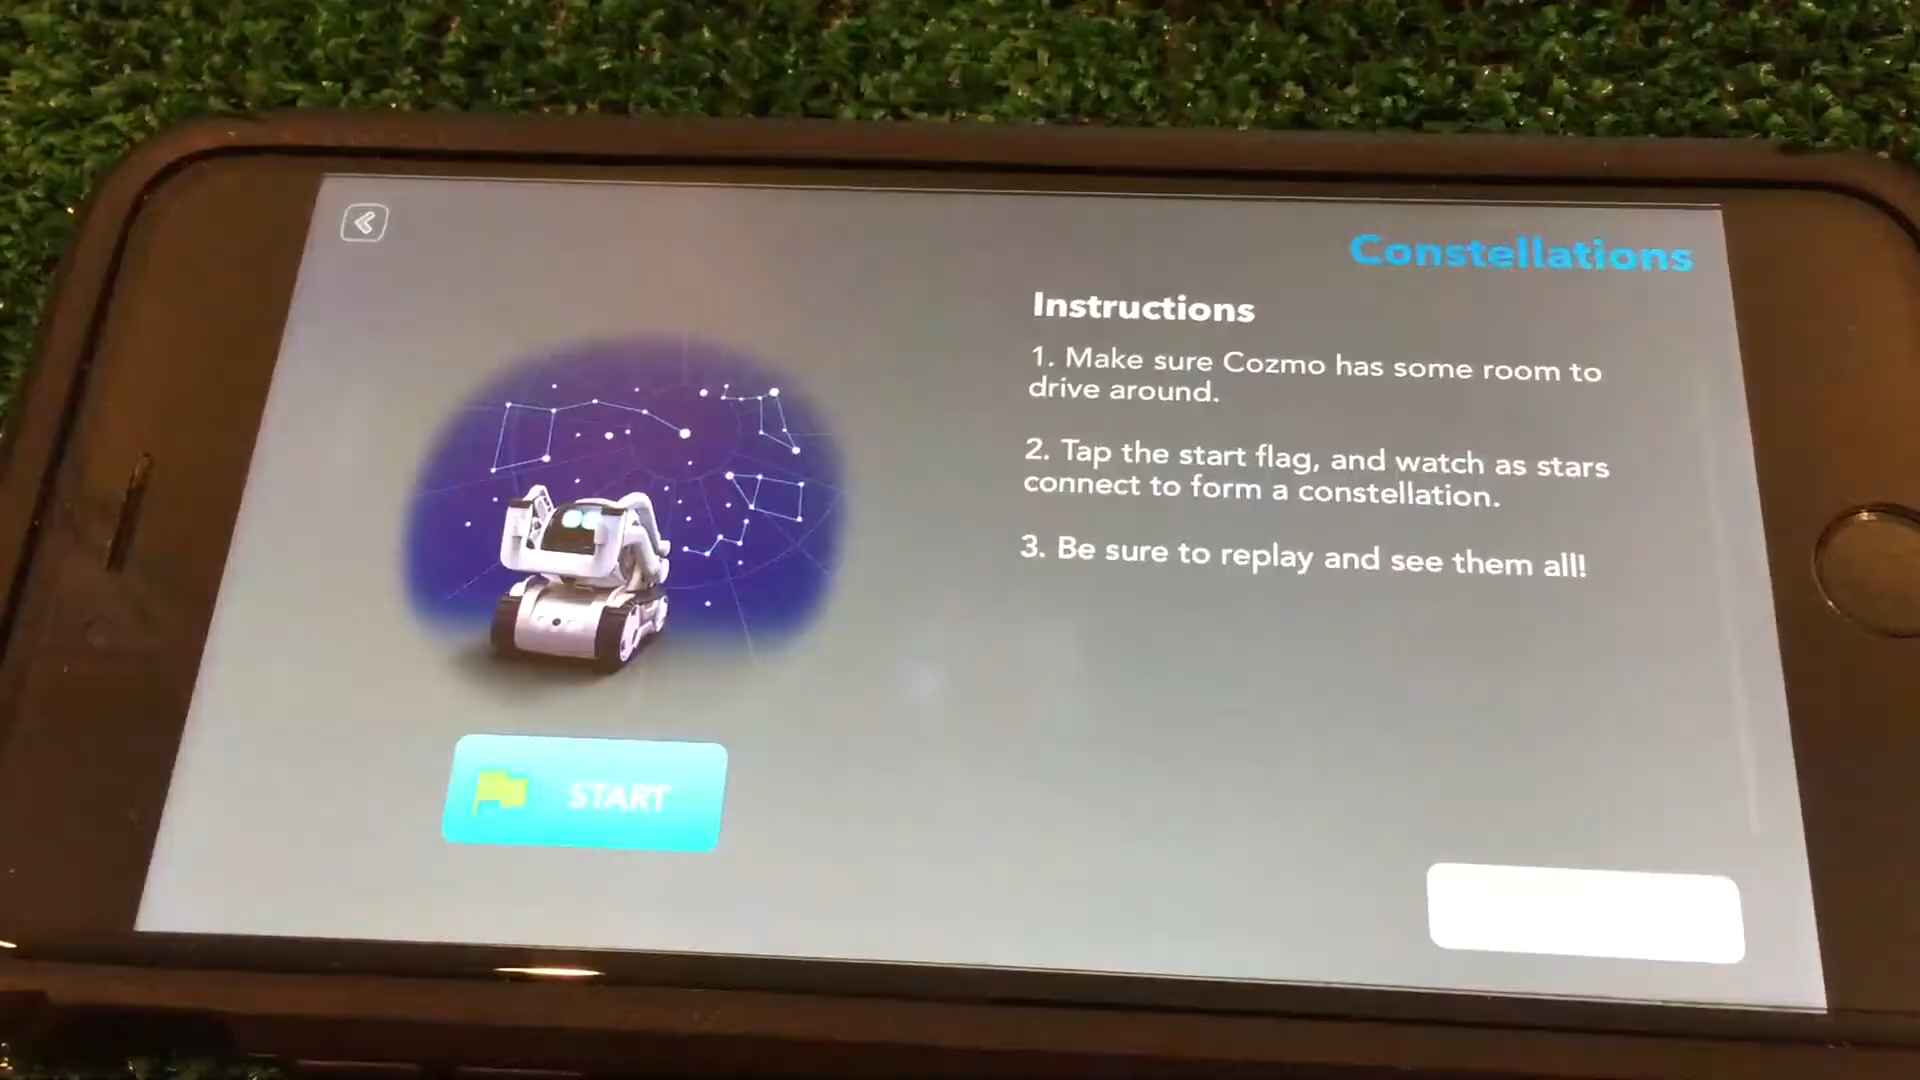 Constellations
Instructions
1. Make sure Cozmo has some room to
drive around.
2. Tap the start flag, and watch as stars
connect to form a constellation.
3. Be sure to replay and see them all!
START